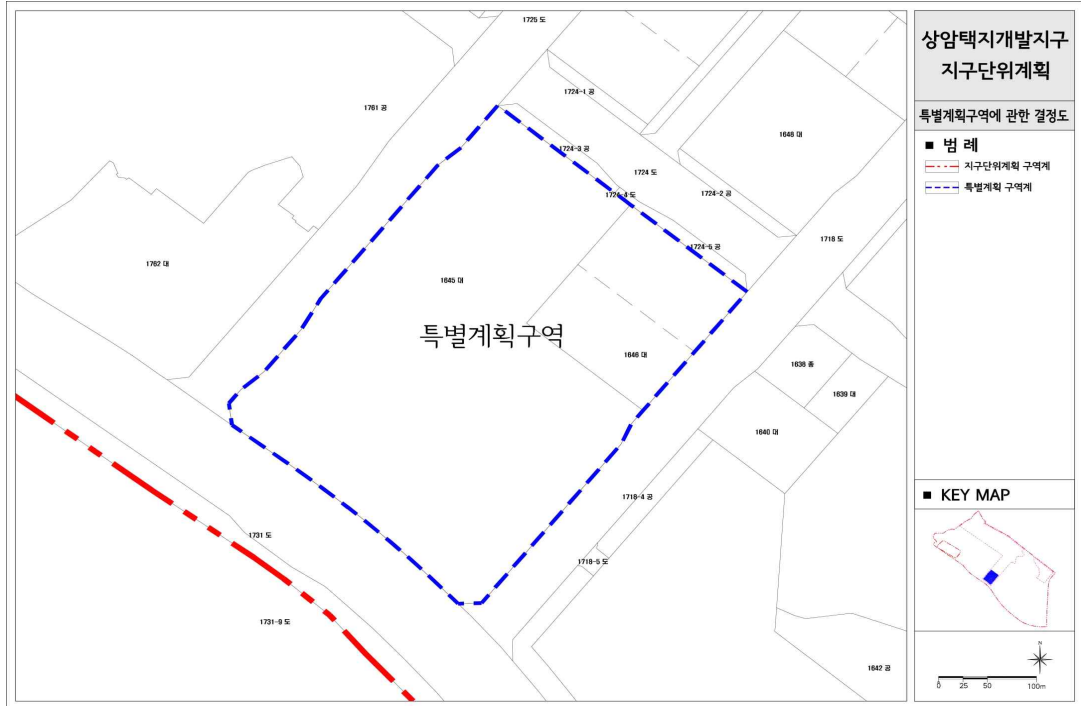 1725 도
1724-1 공
1761 공
1648 대
1724-3 공
1724 도
1724-4 도
1724-2 공
1718 도
1724-5 공
1762 대
1645 대
특별계획구역
1646 대
1636 종
1639 대
1640 대
1718-4 공
1731 도
1718-5 도
1731-9 도
1642 공
상암택지개발지구
지구단위계획
특별계획구역에 관한 결정도
■ 범 례
지구단위계획 구역계
특별계획 구역계
■ KEY MAP
N
0 25 50 100m